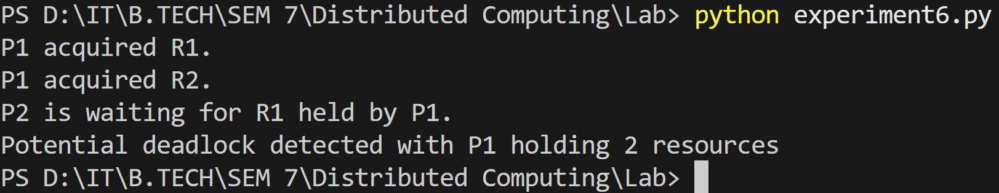 PS D:\IT\B.TECH\SEM 7\Distributed Computing\Lab> python experiment6.py
P1 acquired R1.
P1 acquired R2.
P2 is waiting for R1 held by P1.
Potential deadlock detected with P1 holding 2 resources
PS D:\IT\B.TECH\SEM 7\Distributed Computing\Lab>